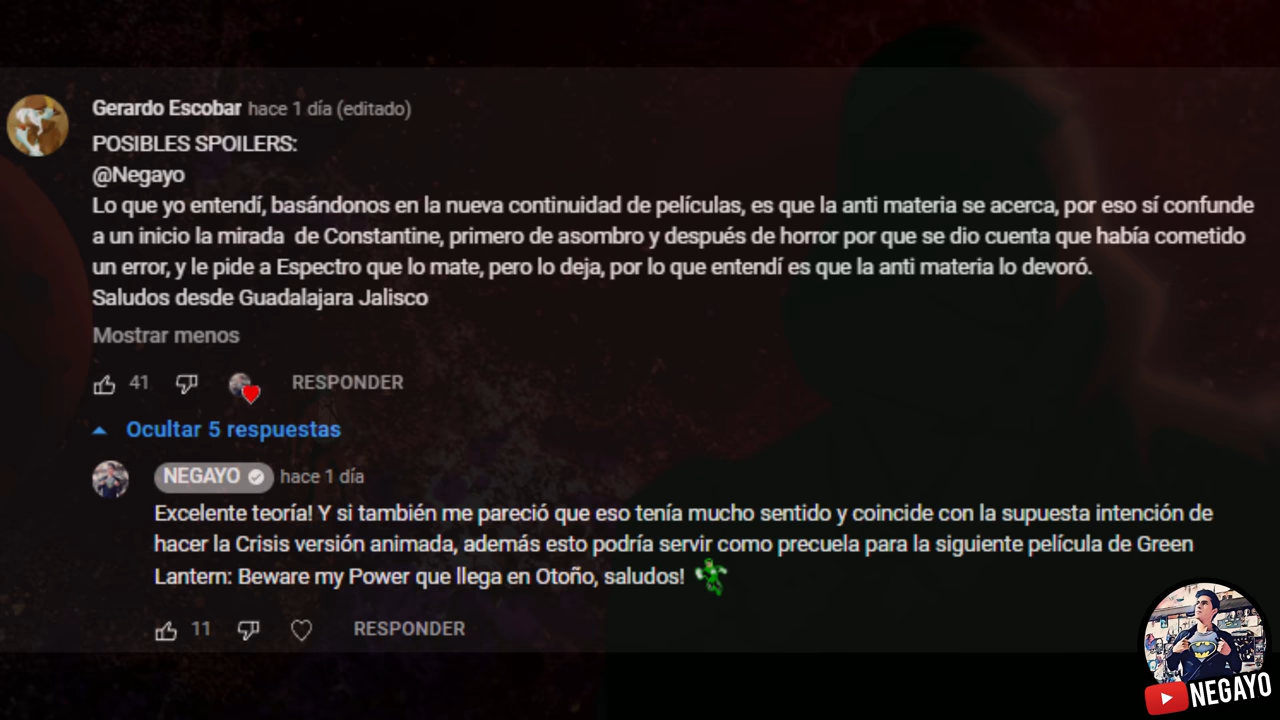 Gerardo Escobar hace 1 día (editado)
POSIBLES SPOILERS:
@Negayo
Lo que yo entendí, basándonos en la nueva continuidad de películas, es que la anti materia se acerca, por eso sí confunde
a un inicio la mirada de Constantine, primero de asombro y después de horror por que se dio cuenta que había cometido
un error, y le pide a Espectro que lo mate, pero lo deja, por lo que entendí es que la anti materia lo devoró.
Saludos desde Guadalajara Jalisco
Mostrar menos
41 RESPONDER
Ocultar 5 respuestas
NEGAYO hace 1 día
Excelente teoría! Y si también me pareció que eso tenía mucho sentido y coincide con la supuesta intención de
hacer la Crisis versión animada, además esto podría servir como precuela para la siguiente película de Green
Lantern: Beware my Power que llega en Otoño, saludos!
11 RESPONDER
NEGAYO